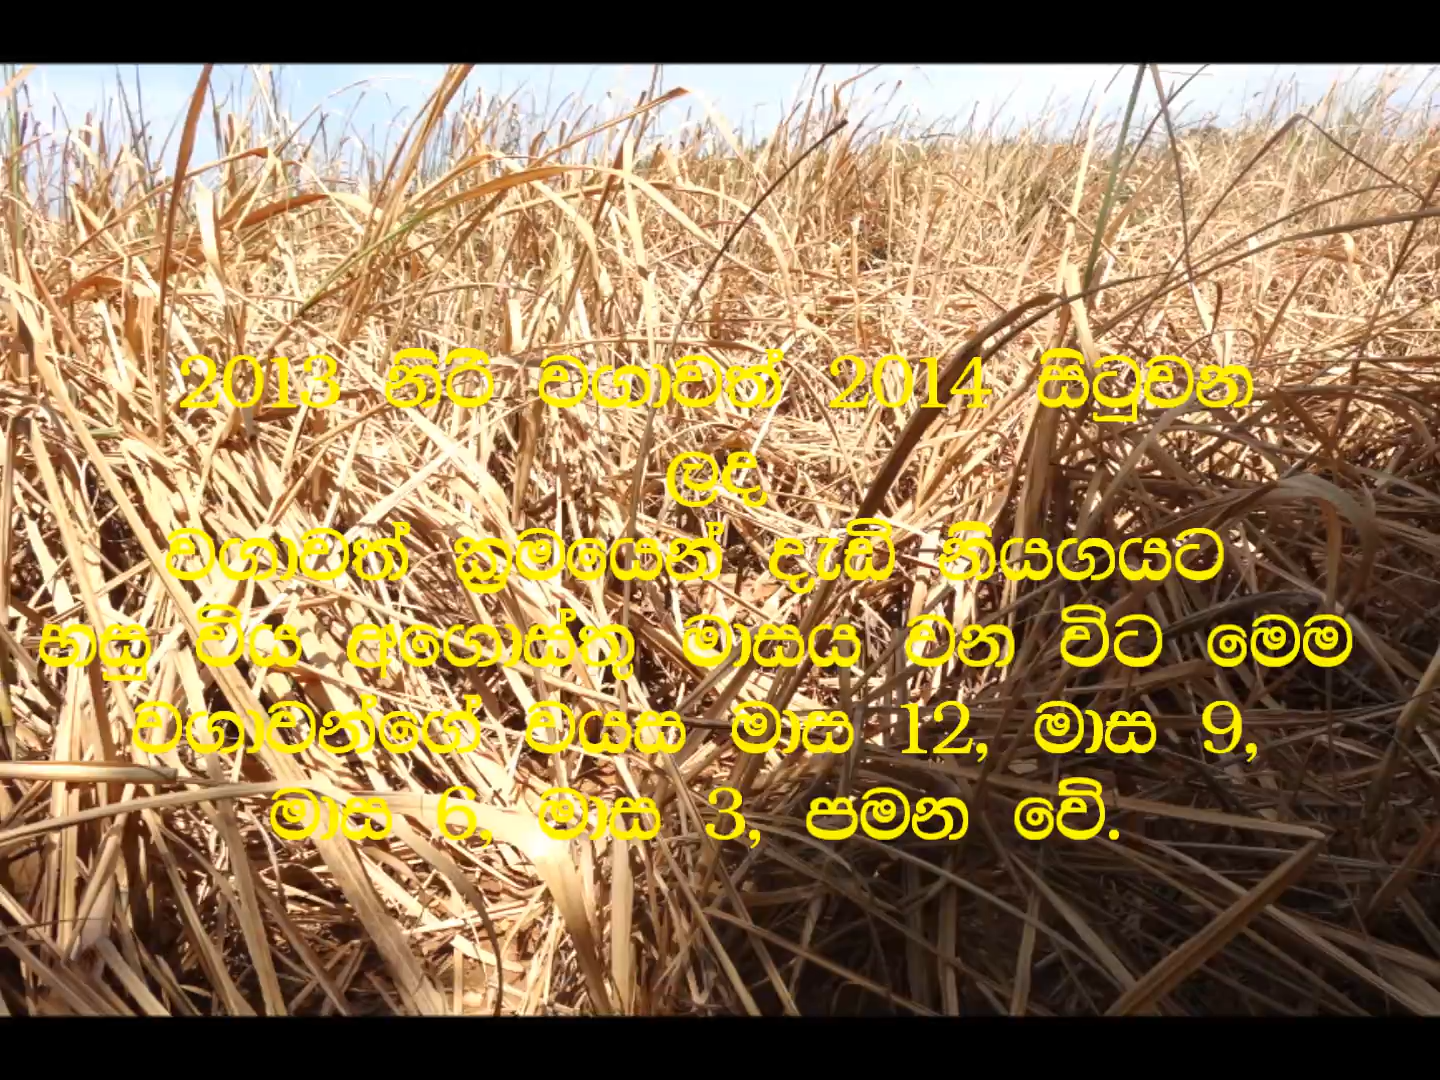 2013 නිරී වගාවත් 2014 සිටුවන
ලද
වගාවත් ක්‍රමයෙන් දැඩි නියගයට
හසු විය අගොස්තු මාසය වන විට මෙම
වගාවන්ගේ වයස මාස 12, මාස 9,
මාස 6, මාස 3, පමන වේ.